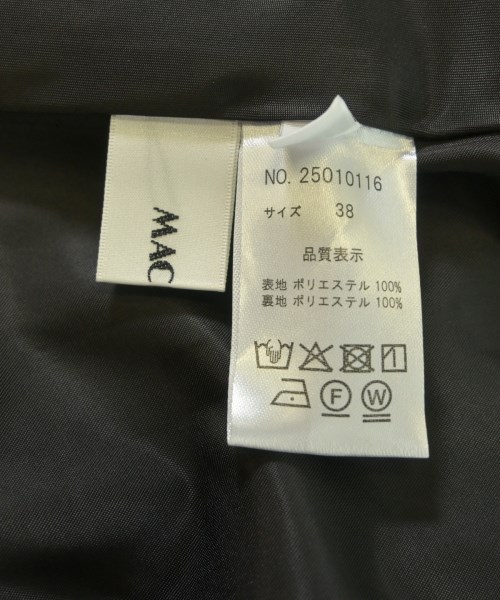 MAC
NO. 25010116
サイズ 38
品質表示
表地 ポリエステル 100%
裏地 ポリエステル 100%
F W